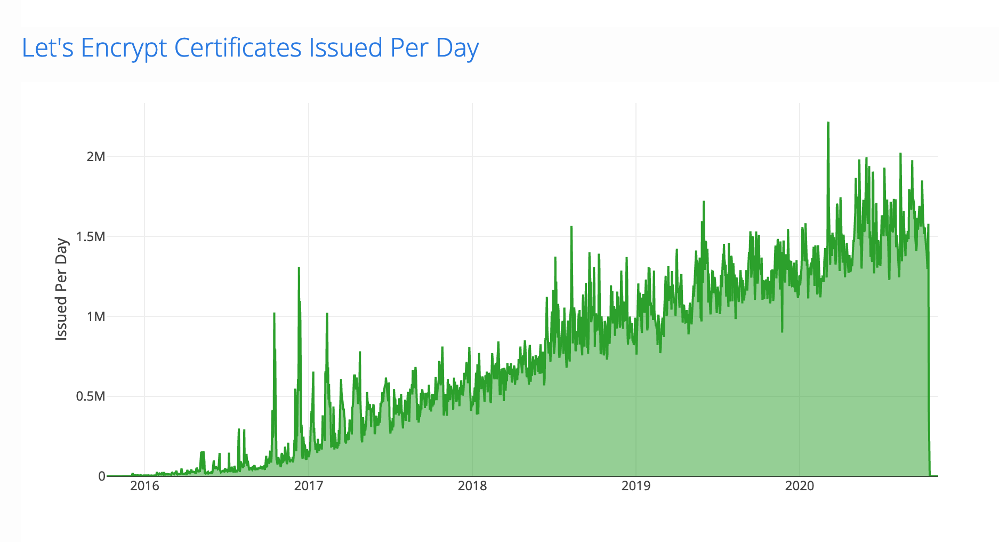 Let's Encrypt Certificates Issued Per Day
2M
1.5M
1M
0.5M
0
Issued Per Day
2016
2017
2018
2019
2020